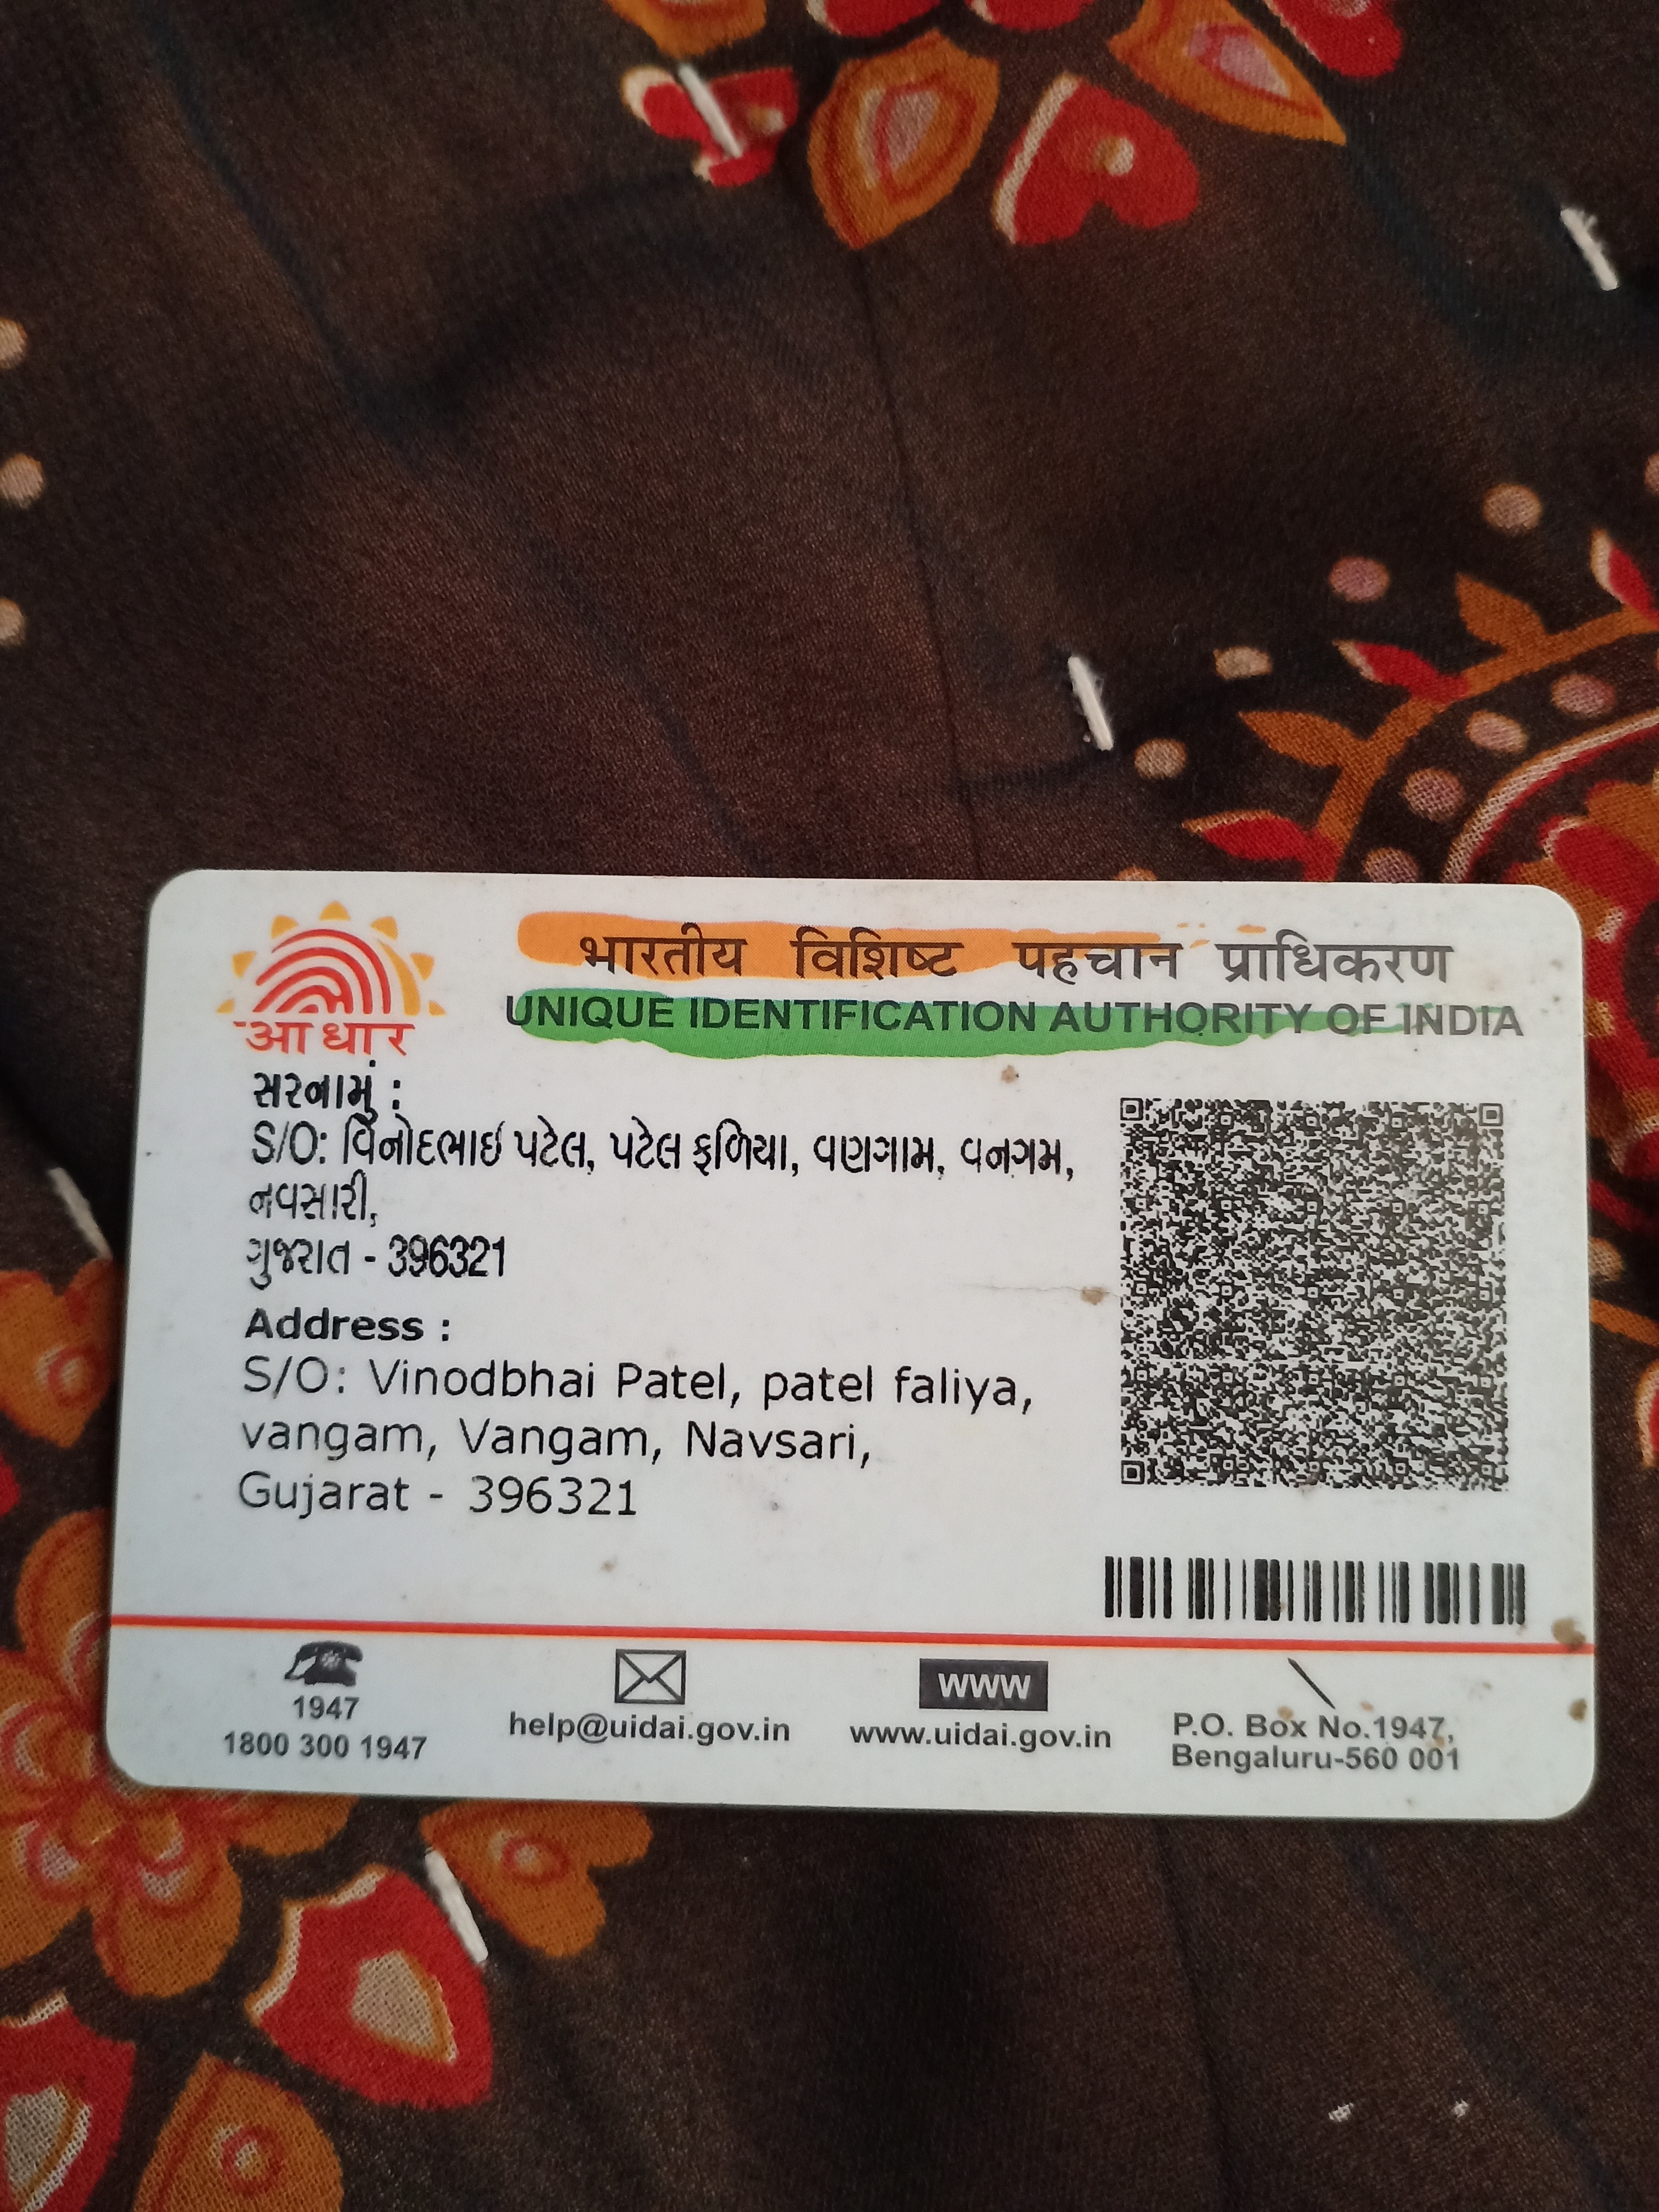 भारतीय विशिष्ट पहचान प्राधिकरण
UNIQUE IDENTIFICATION AUTHORITY OF INDIA
आधार
સરનામું :
S/O: વિનોદભાઇ પટેલ, પટેલ ફળિયા, વણગામ, વનગમ,
નવસારી,
ગુજરાત - 396321
Address :
S/O: Vinodbhai Patel, patel faliya,
vangam, Vangam, Navsari,
Gujarat - 396321
1947
1800 300 1947
help@uidai.gov.in
www
www.uidai.gov.in
P.O. Box No.1947,
Bengaluru-560 001